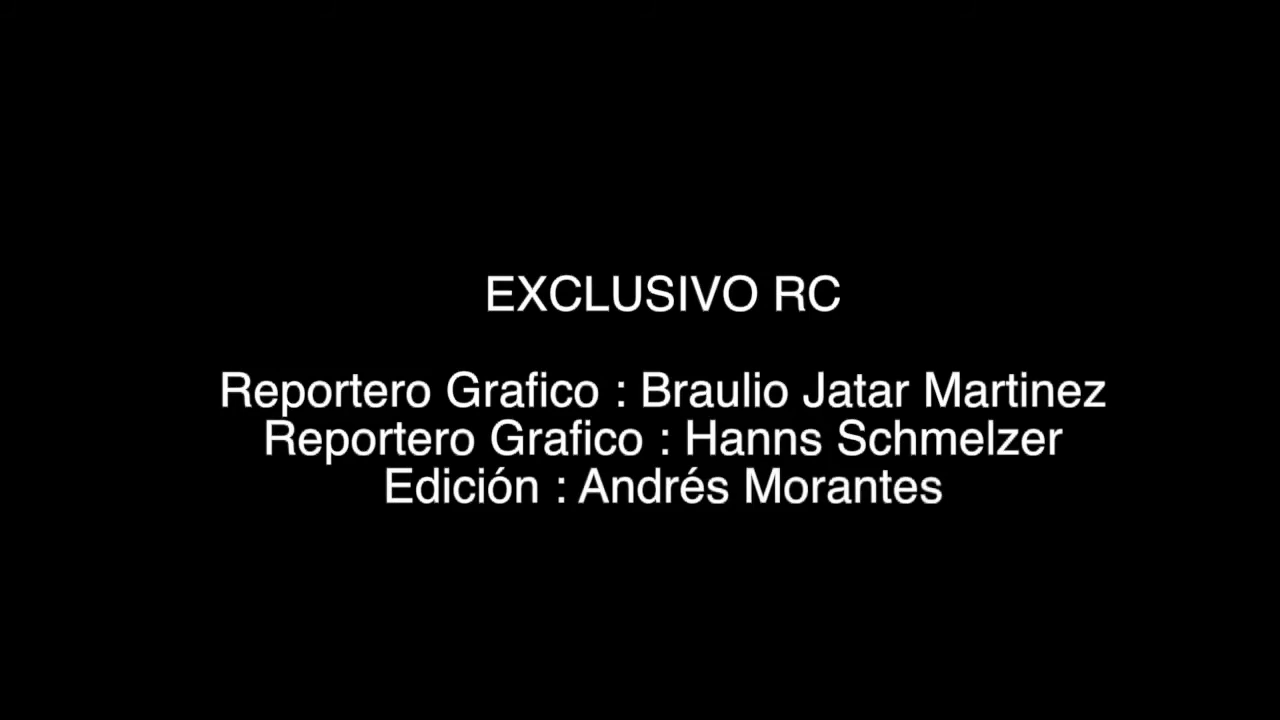 EXCLUSIVO RC
Reportero Grafico : Braulio Jatar Martinez
Reportero Grafico : Hanns Schmelzer
Edición : Andrés Morantes